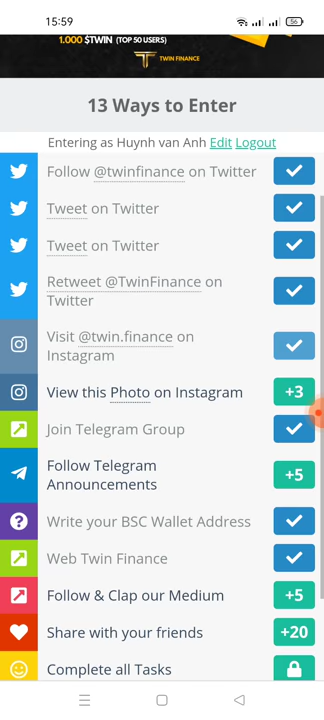 15:59
56
1.000 $TWIN (TOP 50 USERS)
TWIN FINANCE
13 Ways to Enter
Entering as Huynh van Anh Edit Logout
Follow @twinfinance on Twitter
Tweet on Twitter
Tweet on Twitter
Retweet @TwinFinance on
Twitter
Visit @twin.finance on
Instagram
View this Photo on Instagram +3
Join Telegram Group
Follow Telegram
Announcements +5
Write your BSC Wallet Address
Web Twin Finance
Follow & Clap our Medium +5
Share with your friends +20
Complete all Tasks